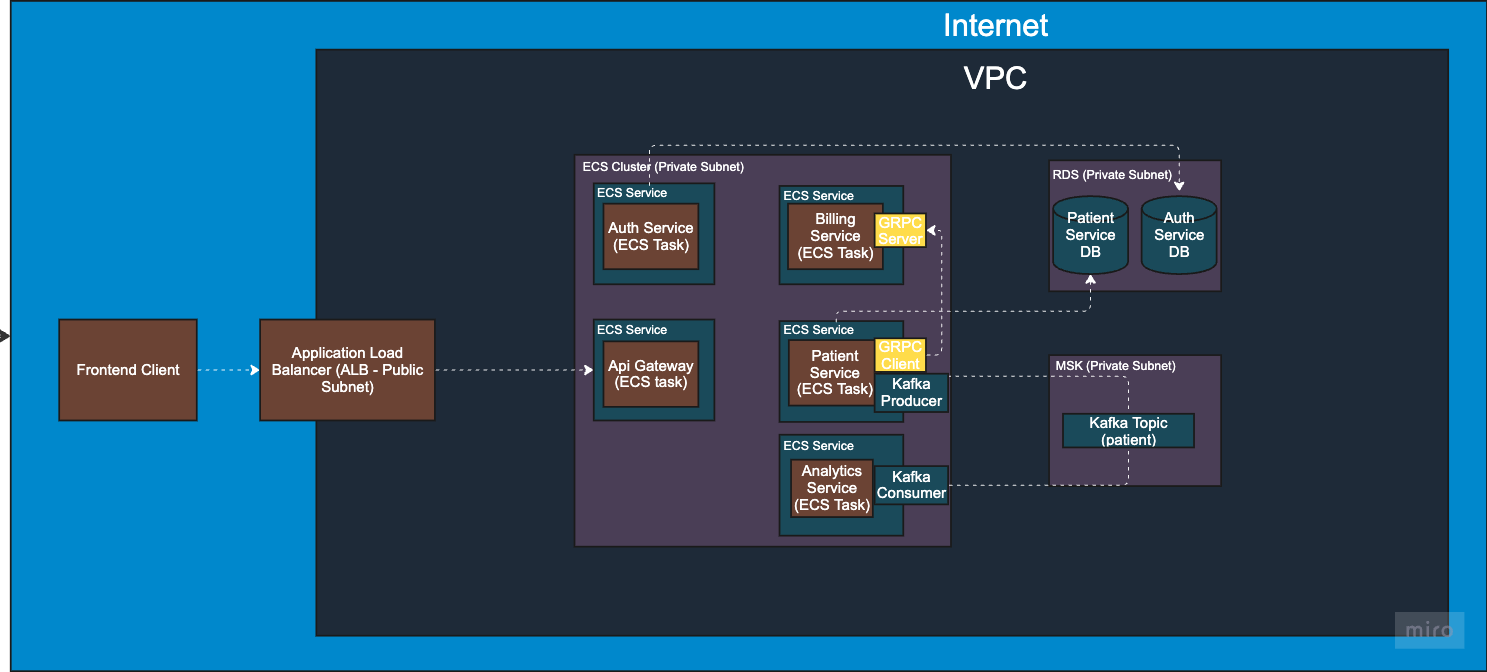 Internet
VPC
ECS Cluster (Private Subnet)
ECS Service
Auth Service
(ECS Task)
ECS Service
Billing
Service
(ECS Task)
GRPC
Server
RDS (Private Subnet)
Patient
Service
DB
Auth
Service
DB
Frontend Client
Application Load
Balancer (ALB - Public
Subnet)
ECS Service
Api Gateway
(ECS task)
ECS Service
Patient
Service
(ECS Task)
GRPC
Client
Kafka
Producer
MSK (Private Subnet)
Kafka Topic
(patient)
ECS Service
Analytics
Service
(ECS Task)
Kafka
Consumer
miro